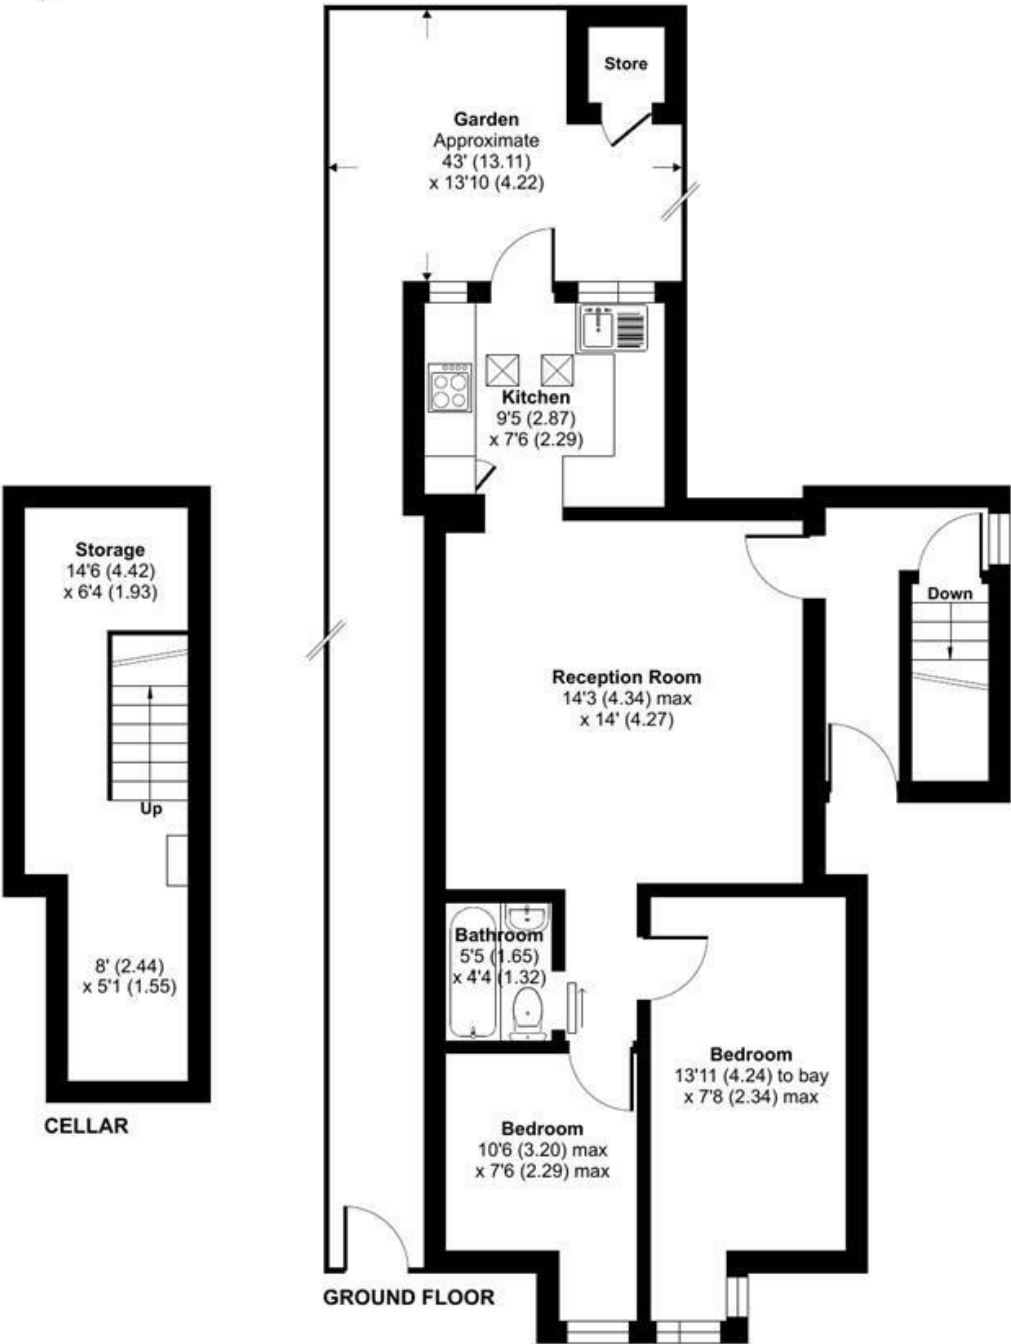 Store
Garden
Approximate
43' (13.11)
x 13'10 (4.22)
Kitchen
9'5 (2.87)
x 7'6 (2.29)
Storage
14'6 (4.42)
x 6'4 (1.93)
Down
Reception Room
14'3 (4.34) max
x 14' (4.27)
Up
Bathroom
5'5 (1.65)
x 4'4 (1.32)
8' (2.44)
x 5'1 (1.55)
Bedroom
13'11 (4.24) to bay
x 7'8 (2.34) max
CELLAR
Bedroom
10'6 (3.20) max
x 7'6 (2.29) max
GROUND FLOOR